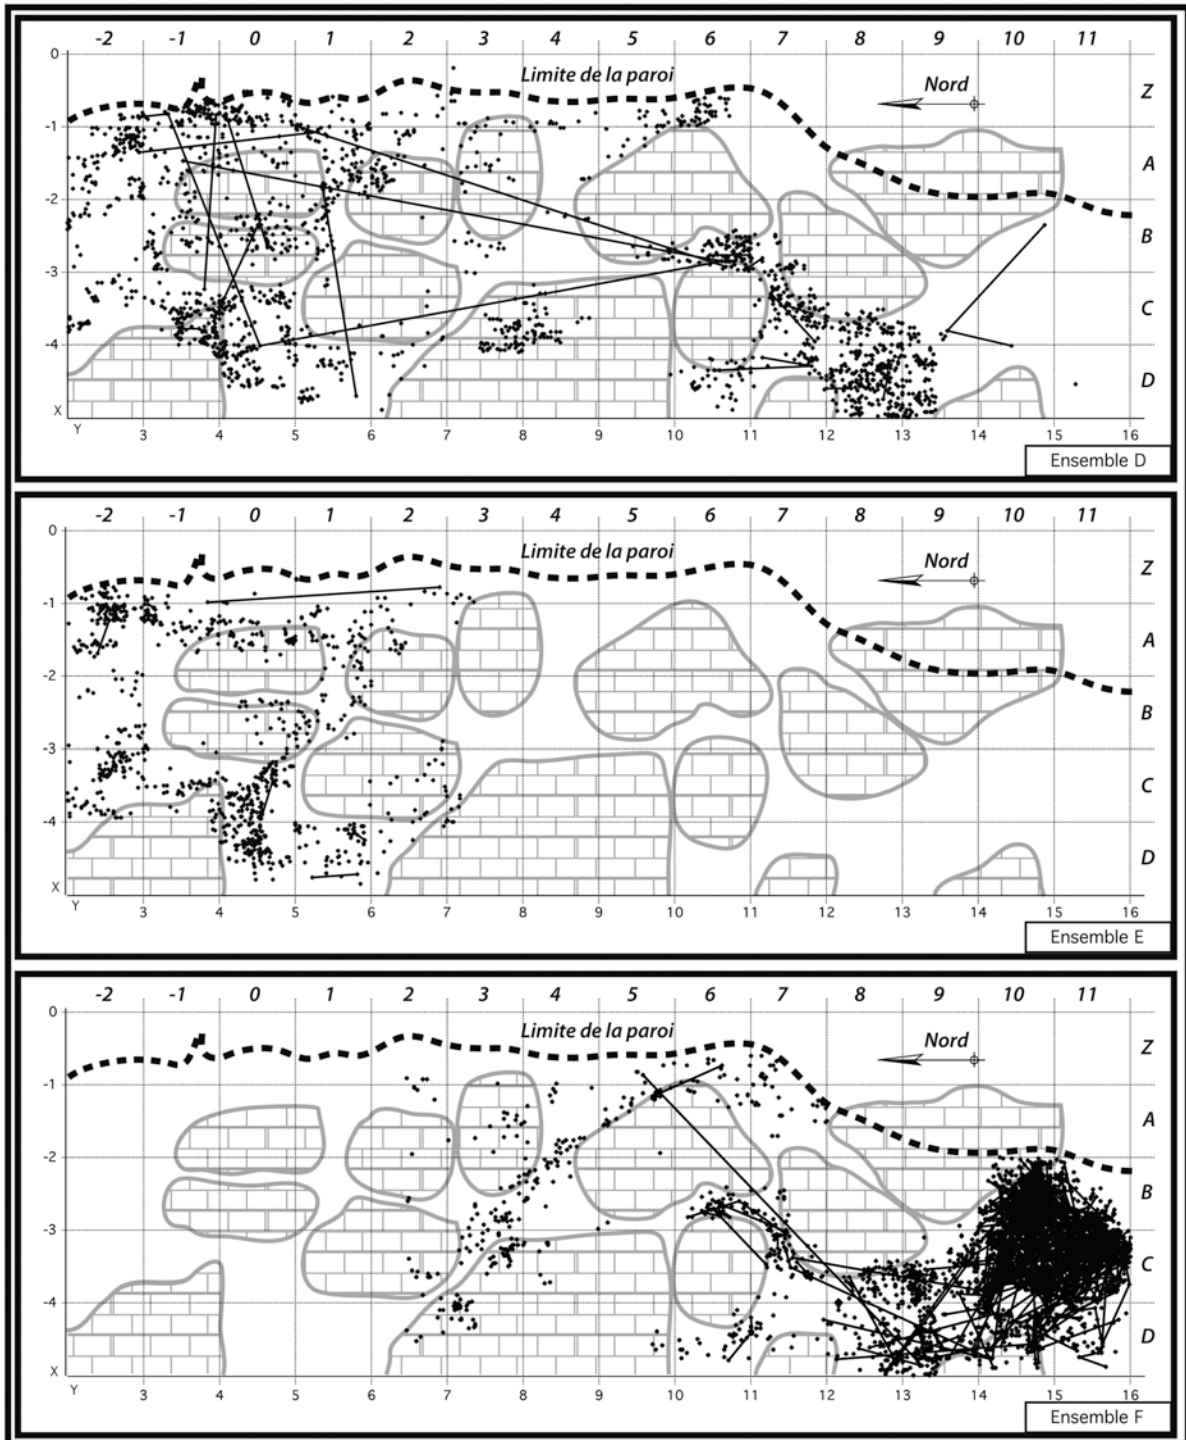 -2 -1 0 1 2 3 4 5 6 7 8 9 10 11
0
Limite de la paroi
Nord
Z
-1
A
-2
B
-3
C
-4
D
X
Y
3 4 5 6 7 8 9 10 11 12 13 14 15 16
Ensemble D
-2 -1 0 1 2 3 4 5 6 7 8 9 10 11
0
Limite de la paroi
Nord
Z
-1
A
-2
B
-3
C
-4
D
X
Y
3 4 5 6 7 8 9 10 11 12 13 14 15 16
Ensemble E
-2 -1 0 1 2 3 4 5 6 7 8 9 10 11
0
Limite de la paroi
Nord
Z
-1
A
-2
B
-3
C
-4
D
X
Y
3 4 5 6 7 8 9 10 11 12 13 14 15 16
Ensemble F